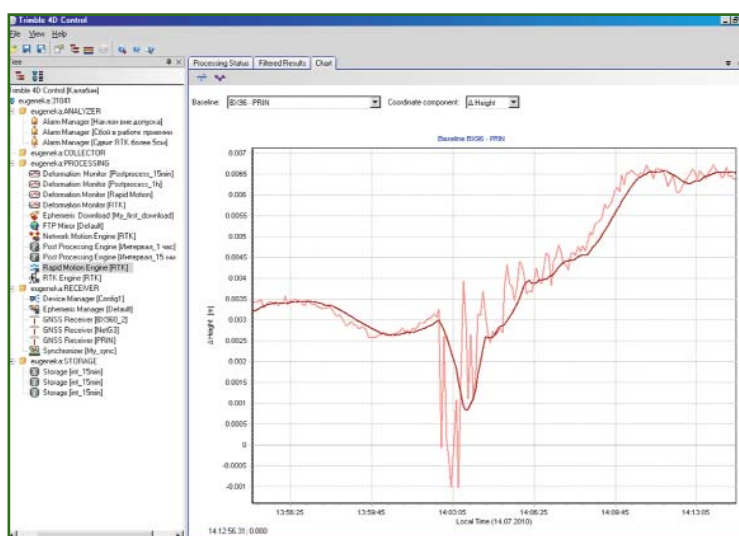 Trimble 4D Control
File View Help
Tree
Trimble 4D Control [Калабин]
eugeneka:31041
eugeneka:ANALYZER
Alarm Manager [Наклон вне допуска]
Alarm Manager [Сбой в работе приемни
Alarm Manager [Сдвиг RTK более 5см]
eugeneka:COLLECTOR
eugeneka:PROCESSING
Deformation Monitor [Postprocess_15min]
Deformation Monitor [Postprocess_1h]
Deformation Monitor [Rapid Motion]
Deformation Monitor [RTK]
Ephemeris Download [My_first_download]
FTP Mirror [Default]
Network Motion Engine [RTK]
Post Processing Engine [Интервал_1 час]
Post Processing Engine [Интервал_15 мин
Rapid Motion Engine [RTK]
RTK Engine [RTK]
eugeneka:RECEIVER
Device Manager [Config1]
Ephemeris Manager [Default]
GNSS Receiver [BX960_2]
GNSS Receiver [NetG3]
GNSS Receiver [PRIN]
Synchronizer [My_sync]
eugeneka:STORAGE
Storage [int_15min]
Storage [int_15min]
Storage [int_15min]
Processing Status Filtered Results Chart
Baseline: BX96 - PRIN Coordinate component: Δ Height
Baseline BX96 - PRIN
Δ Height [m]
0.007
0.0065
0.006
0.0055
0.005
0.0045
0.004
0.0035
0.003
0.0025
0.002
0.0015
0.001
0.0005
0
-0.0005
-0.001
13:58:25 13:59:45 14:03:05 14:06:25 14:09:45 14:13:05
Local Time (14.07.2010)
14:12:56.31; 0.000